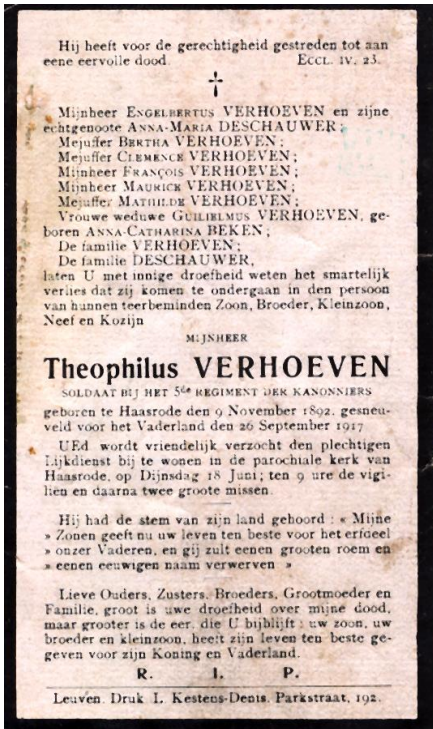 Hij heeft voor de gerechtigheid gestreden tot aan
eene eervolle dood. ECCL. IV. 23.
Mijnheer ENGELBERTUS VERHOEVEN en zijne
echtgenoote ANNA-MARIA DESCHAUWER;
Mejuffer BERTHA VERHOEVEN;
Mejuffer CLEMENCE VERHOEVEN;
Mijnheer FRANÇOIS VERHOEVEN;
Mijnheer MAURICE VERHOEVEN;
Mejuffer MATHILDE VERHOEVEN;
Vrouwe weduwe GUILIELMUS VERHOEVEN, ge-
boren ANNA-CATHARINA BEKEN;
De familie VERHOEVEN;
De familie DESCHAUWER,
laten U met innige droefheid weten het smartelijk
verlies dat zij komen te ondergaan in den persoon
van hunnen teerbeminden Zoon, Broeder, Kleinzoon,
Neef en Kozijn
MIJNHEER
Theophilus VERHOEVEN
SOLDAAT BIJ HET 5de REGIMENT DER KANONNIERS
geboren te Haasrode den 9 November 1892, gesneu-
veld voor het Vaderland den 26 September 1917
UEd wordt vriendelijk verzocht den plechtigen
Lijkdienst bij te wonen in de parochiale kerk van
Haasrode, op Dijnsdag 18 Juni; ten 9 ure de vigi-
liën en daarna twee groote missen.
Hij had de stem van zijn land gehoord : « Mijne
» Zonen geeft nu uw leven ten beste voor het erfdeel
» onzer Vaderen, en gij zult eenen grooten roem en
» eenen eeuwigen naam verwerven »
Lieve Ouders, Zusters, Broeders, Grootmoeder en
Familie, groot is uwe droefheid over mijne dood,
maar grooter is de eer, die U bijblijft : uw zoon, uw
broeder en kleinzoon, heeft zijn leven ten beste ge-
geven voor zijn Koning en Vaderland.
R. I. P.
Leuven. Druk L. Kestens-Denis. Parkstraat, 192.